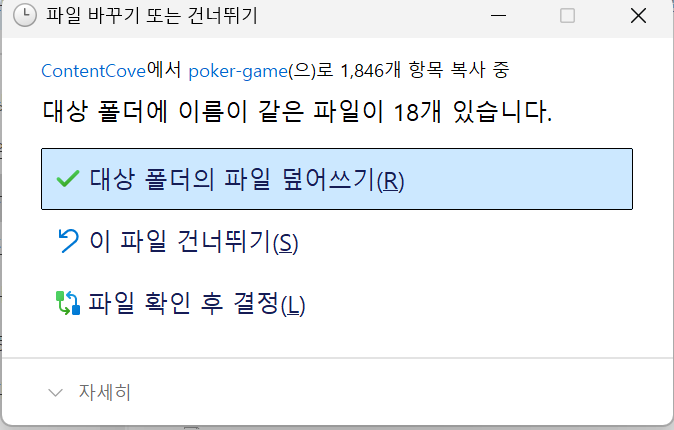 파일 바꾸기 또는 건너뛰기
ContentCove에서 poker-game(으)로 1,846개 항목 복사 중
대상 폴더에 이름이 같은 파일이 18개 있습니다.
대상 폴더의 파일 덮어쓰기(R)
이 파일 건너뛰기(S)
파일 확인 후 결정(L)
자세히